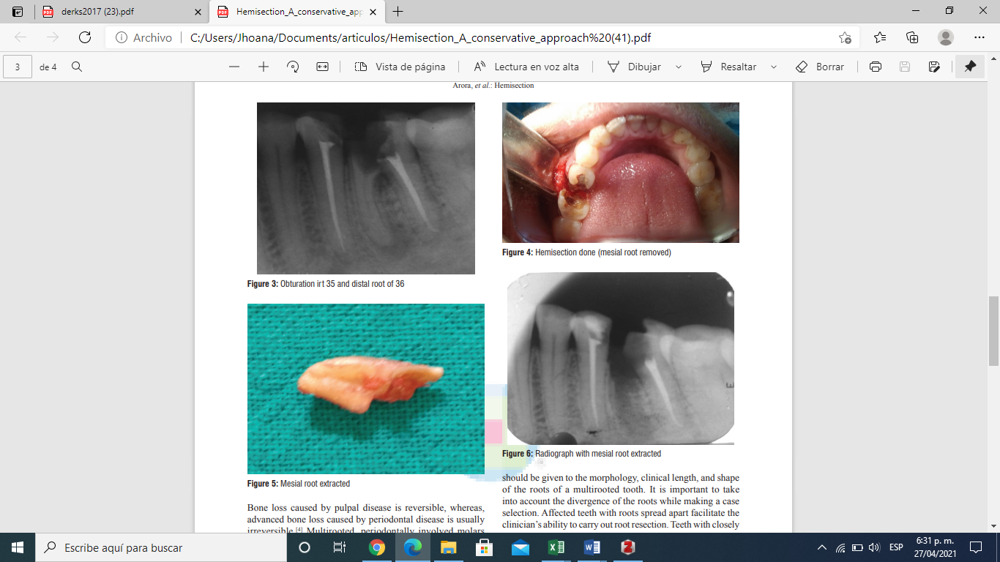 derks2017 (23).pdf
Hemisection_A_conservative_app
Archivo
C:/Users/Jhoana/Documents/articulos/Hemisection_A_conservative_approach%20(41).pdf
3
de 4
Vista de página
Lectura en voz alta
Dibujar
Resaltar
Borrar
Arora, et al.: Hemisection
Figure 3: Obturation irt 35 and distal root of 36
Figure 5: Mesial root extracted
Bone loss caused by pulpal disease is reversible, whereas,
advanced bone loss caused by periodontal disease is usually
irreversible.[4] Multirooted, periodontally involved molars
Figure 4: Hemisection done (mesial root removed)
E
Figure 6: Radiograph with mesial root extracted
should be given to the morphology, clinical length, and shape
of the roots of a multirooted tooth. It is important to take
into account the divergence of the roots while making a case
selection. Affected teeth with roots spread apart facilitate the
clinician's ability to carry out root resection. Teeth with closely
Escribe aquí para buscar
ESP
6:31 p. m.
27/04/2021